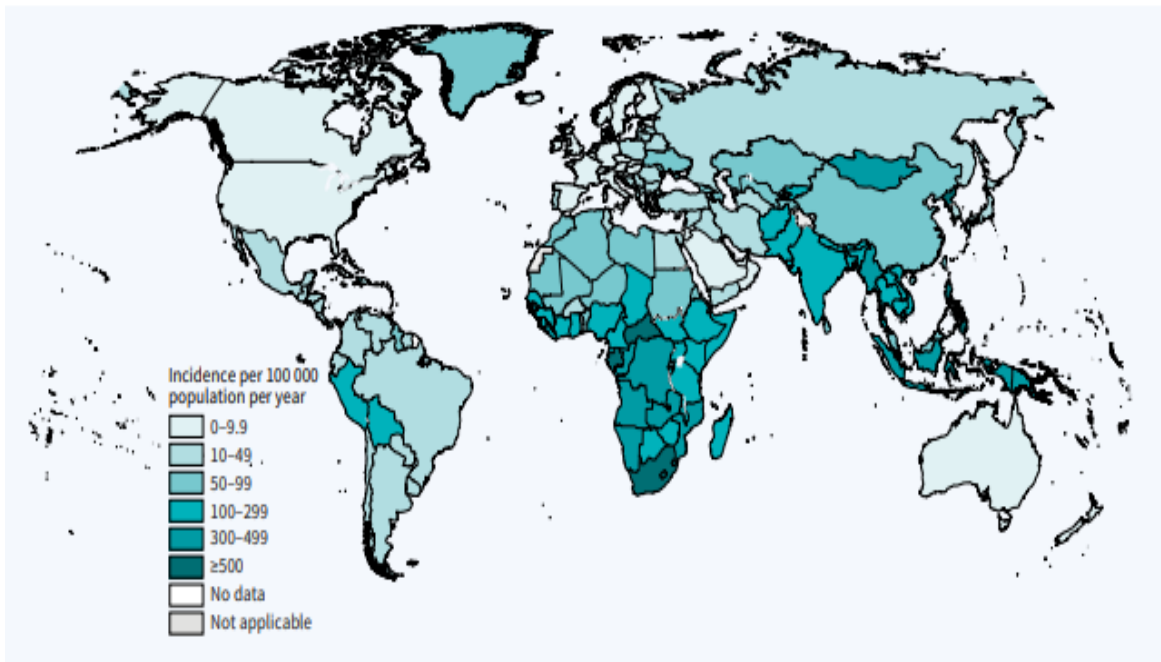 Incidence per 100 000
population per year
0–9.9
10–49
50–99
100–299
300–499
≥500
No data
Not applicable